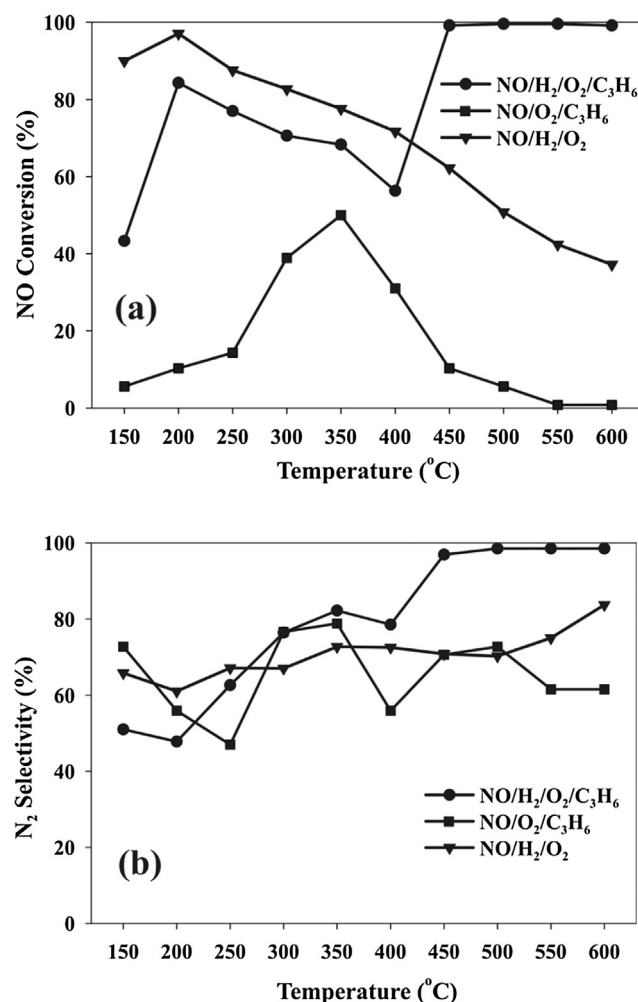 100
80
60
40
20
0
NO Conversion (%)
NO/H₂/O₂/C₃H₆
NO/O₂/C₃H₆
NO/H₂/O₂
(a)
150 200 250 300 350 400 450 500 550 600
Temperature (°C)
100
80
60
40
20
0
N₂ Selectivity (%)
NO/H₂/O₂/C₃H₆
NO/O₂/C₃H₆
NO/H₂/O₂
(b)
150 200 250 300 350 400 450 500 550 600
Temperature (°C)